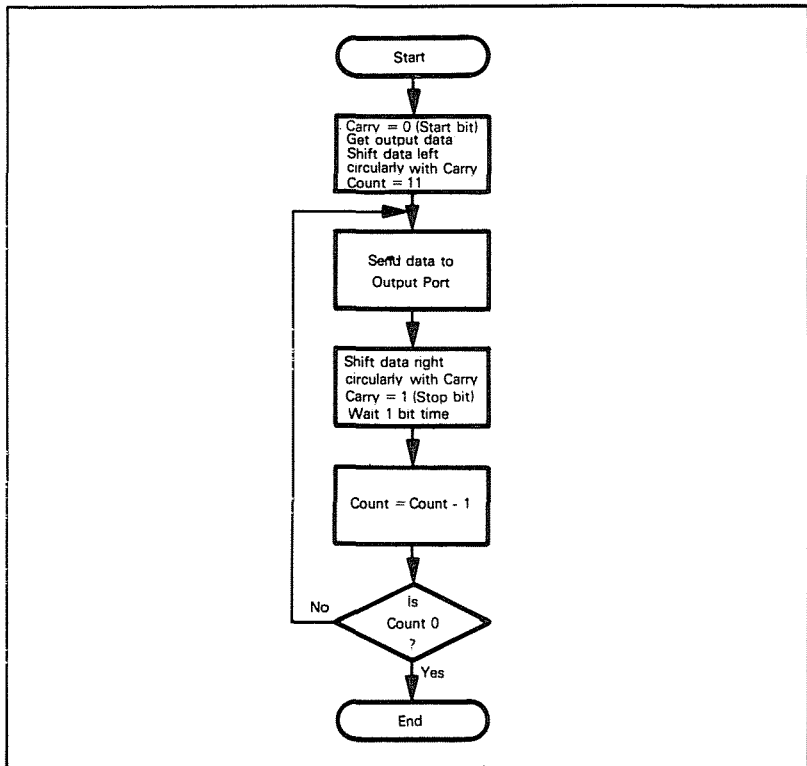 Start
Carry = 0 (Start bit)
Get output data
Shift data left
circularly with Carry
Count = 11
Send data to
Output Port
Shift data right
circularly with Carry
Carry = 1 (Stop bit)
Wait 1 bit time
Count = Count - 1
No
Is
Count 0
?
Yes
End